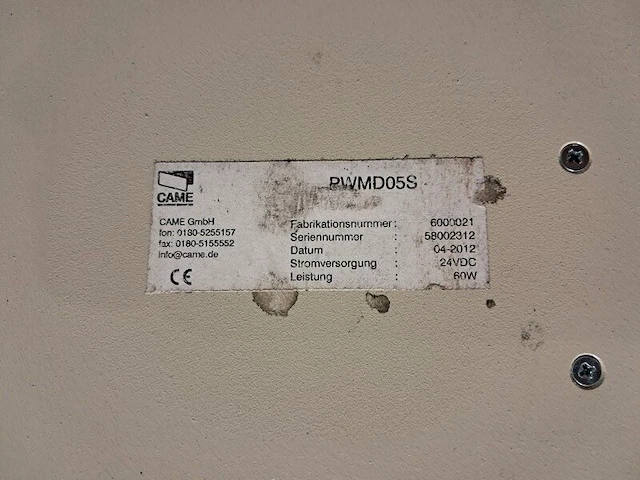 CAME
PWMD05S
CAME GmbH
fon: 0180-5255157
fax: 0180-5155552
info@came.de
CE
Fabrikationsnummer : 6000021
Seriennummer : 58002312
Datum : 04-2012
Stromversorgung : 24VDC
Leistung : 60W